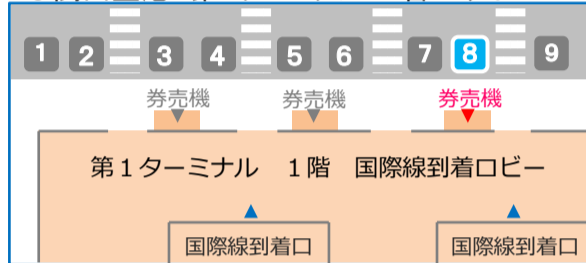 1 2 3 4 5 6 7 8 9
券売機 券売機 券売機
第1ターミナル 1階 国際線到着ロビー
国際線到着口 国際線到着口